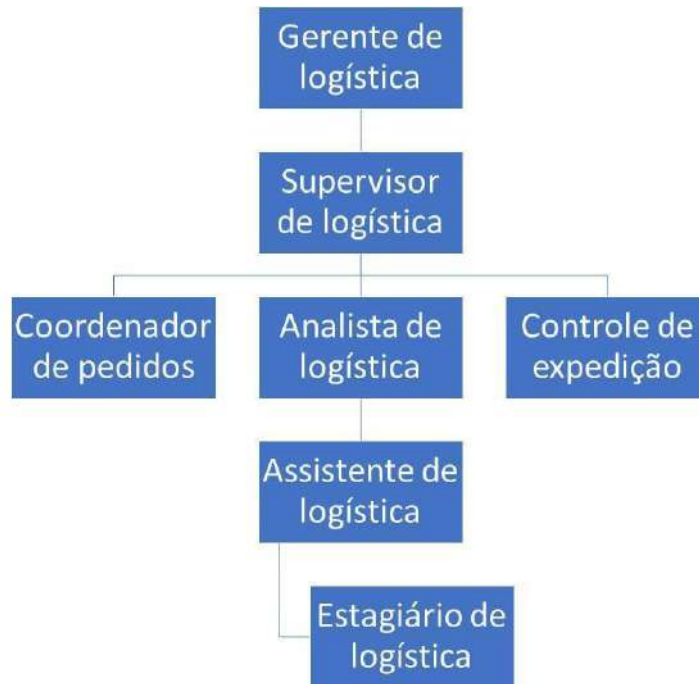 Gerente de
logística
Supervisor
de logística
Coordenador
de pedidos
Analista de
logística
Controle de
expedição
Assistente de
logística
Estagiário de
logística